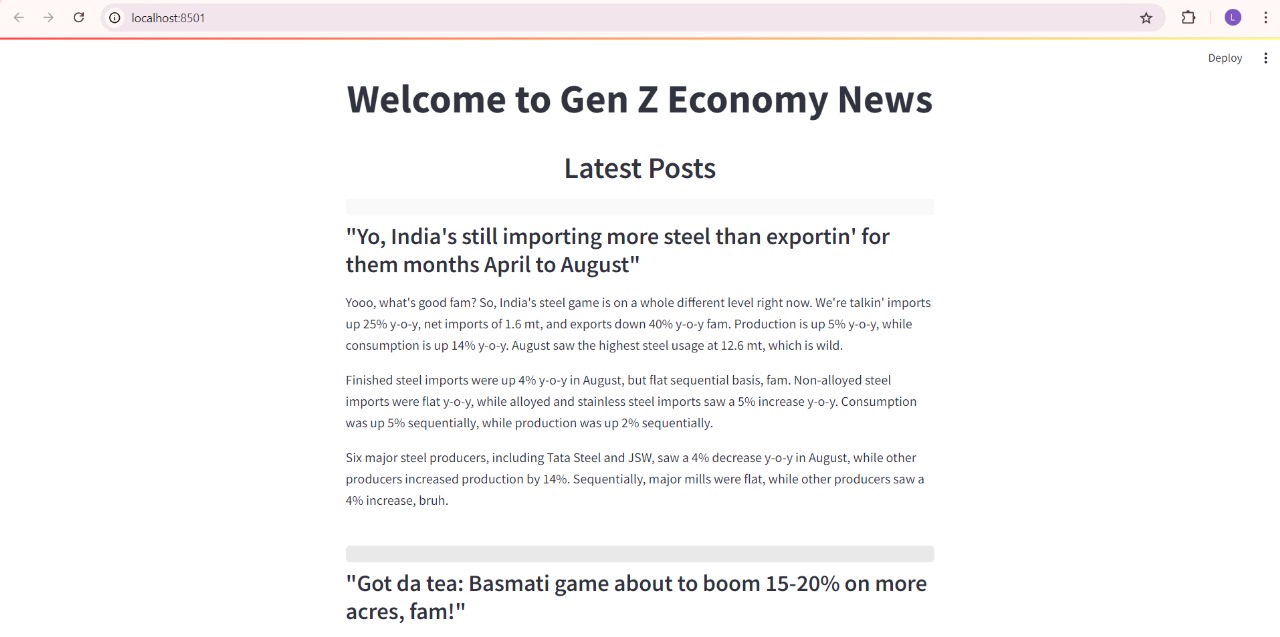 localhost:8501
L
Deploy
Welcome to Gen Z Economy News
Latest Posts
"Yo, India's still importing more steel than exportin' for
them months April to August"
Yooo, what's good fam? So, India's steel game is on a whole different level right now. We're talkin' imports
up 25% y-o-y, net imports of 1.6 mt, and exports down 40% y-o-y fam. Production is up 5% y-o-y, while
consumption is up 14% y-o-y. August saw the highest steel usage at 12.6 mt, which is wild.
Finished steel imports were up 4% y-o-y in August, but flat sequential basis, fam. Non-alloyed steel
imports were flat y-o-y, while alloyed and stainless steel imports saw a 5% increase y-o-y. Consumption
was up 5% sequentially, while production was up 2% sequentially.
Six major steel producers, including Tata Steel and JSW, saw a 4% decrease y-o-y in August, while other
producers increased production by 14%. Sequentially, major mills were flat, while other producers saw a
4% increase, bruh.
"Got da tea: Basmati game about to boom 15-20% on more
acres, fam!"